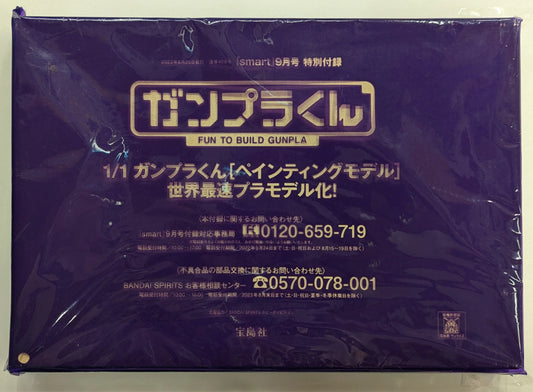 「smart」9月号 特別付録
ガンプラくん
FUN TO BUILD GUNPLA
1/1 ガンプラくん[ペインティングモデル]
世界最速プラモデル化!
〈本付録に関するお問い合わせ先〉
「smart」9月号付録対応事務局 0120-659-719
〈不具合品の部品交換に関するお問い合わせ先〉
BANDAI SPIRITS お客様相談センター 0570-078-001
宝島社